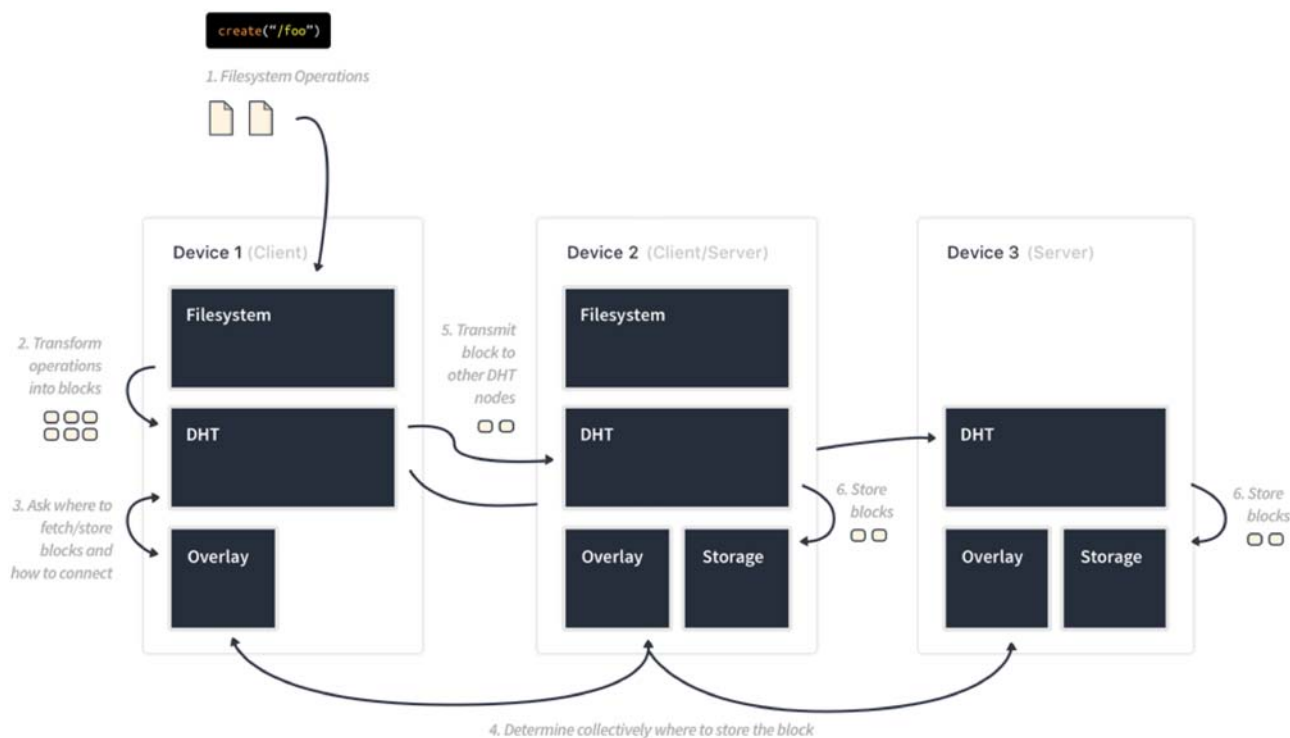 create(“/foo”)
1. Filesystem Operations
Device 1 (Client)
Filesystem
2. Transform
operations
into blocks
DHT
3. Ask where to
fetch/store
blocks and
how to connect
Overlay
5. Transmit
block to
other DHT
nodes
Device 2 (Client/Server)
Filesystem
DHT
6. Store
blocks
Overlay
Storage
Device 3 (Server)
DHT
6. Store
blocks
Overlay
Storage
4. Determine collectively where to store the block